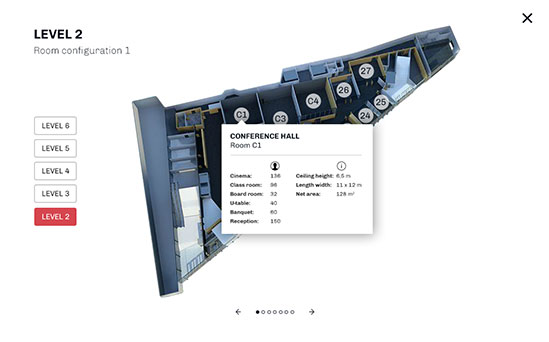 LEVEL 2
Room configuration 1
LEVEL 6
LEVEL 5
LEVEL 4
LEVEL 3
LEVEL 2
C1
C3
C4
26
27
24
25
CONFERENCE HALL
Room C1
Cinema: 136
Class room: 96
Board room: 32
U-table: 40
Banquet: 60
Reception: 150
Ceiling height: 6,5 m
Length width: 11 x 12 m
Net area: 128 m²